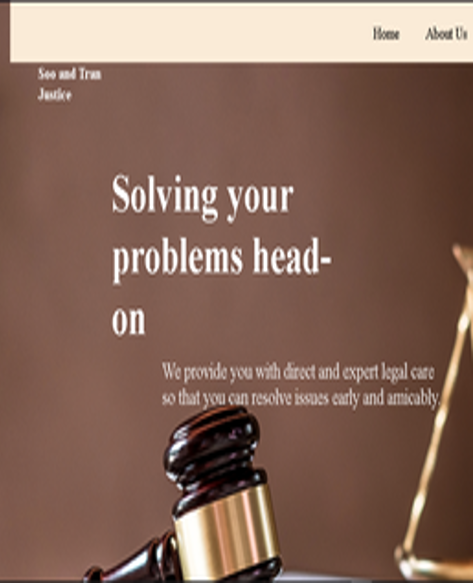 Home About Us
Soo and Tran
Justice
Solving your
problems head-
on
We provide you with direct and expert legal care
so that you can resolve issues early and amicably.